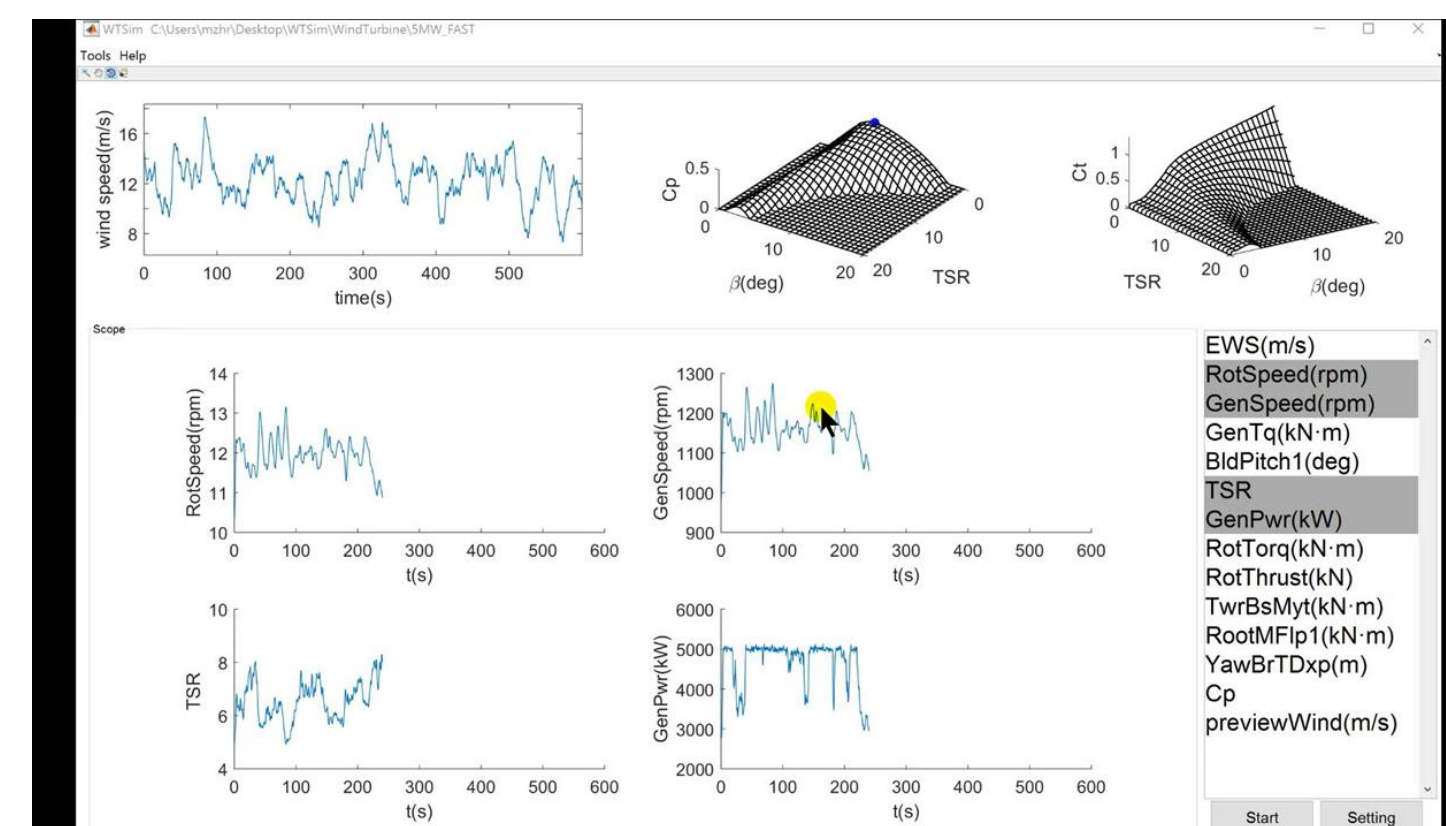 WTSim C:\Users\mzhr\Desktop\WTSim\WindTurbine\5MW_FAST
Tools Help
wind speed(m/s)
16
12
8
0 100 200 300 400 500
time(s)
Cp
0.5
0
0 10 20
β(deg)
20 10 0
TSR
Ct
1
0.5
0
0 10 20
TSR
0 10 20
β(deg)
Scope
RotSpeed(rpm)
14
13
12
11
10
0 100 200 300 400 500 600
t(s)
GenSpeed(rpm)
1300
1200
1100
1000
900
0 100 200 300 400 500 600
t(s)
TSR
10
8
6
4
0 100 200 300 400 500 600
t(s)
GenPwr(kW)
6000
5000
4000
3000
2000
0 100 200 300 400 500 600
t(s)
EWS(m/s)
RotSpeed(rpm)
GenSpeed(rpm)
GenTq(kN·m)
BldPitch1(deg)
TSR
GenPwr(kW)
RotTorq(kN·m)
RotThrust(kN)
TwrBsMyt(kN·m)
RootMFlp1(kN·m)
YawBrTDxp(m)
Cp
previewWind(m/s)
Start Setting